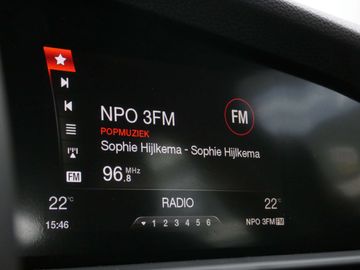 NPO 3FM
FM
POPMUZIEK
Sophie Hijlkema - Sophie Hijlkema
96.8 MHz
FM
22°C RADIO 22°C
15:46 1 2 3 4 5 6 NPO 3FM FM